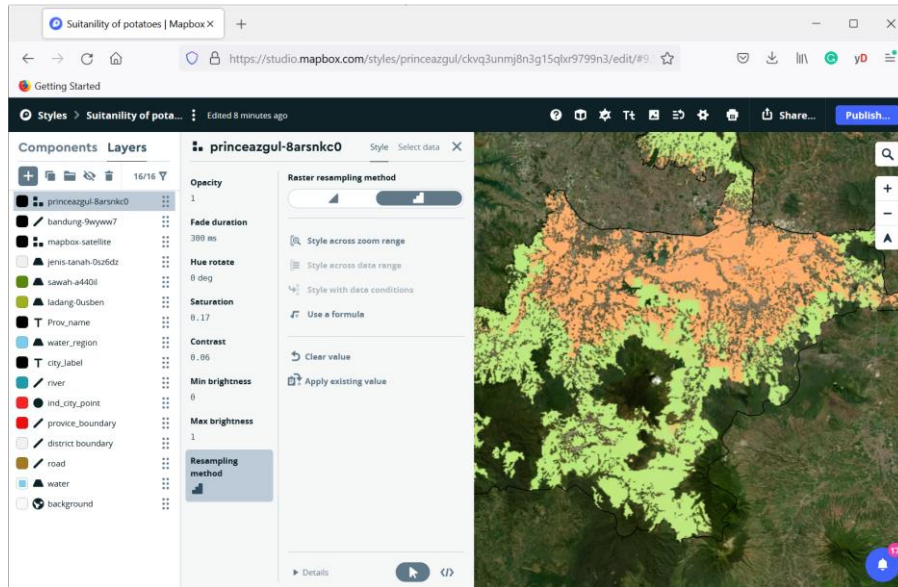 Suitanility of potatoes | Mapbox
https://studio.mapbox.com/styles/princeazgul/ckvq3unmj8n3g15qlxr9799n3/edit/#9.
yD
Getting Started
Styles > Suitanility of pota... Edited 8 minutes ago
Share...
Publish...
Components Layers
16/16
princeazgul-8arsnkc0
bandung-9wyww7
mapbox-satellite
jenis-tanah-0sz6dz
sawah-a440il
ladang-0usben
Prov_name
water_region
city_label
river
ind_city_point
provice_boundary
district boundary
road
water
background
princeazgul-8arsnkc0
Style Select data
Opacity
1
Fade duration
300 ms
Hue rotate
0 deg
Saturation
0.17
Contrast
0.06
Min brightness
0
Max brightness
1
Resampling
method
Raster resampling method
Style across zoom range
Style across data range
Style with data conditions
Use a formula
Clear value
Apply existing value
Details
17